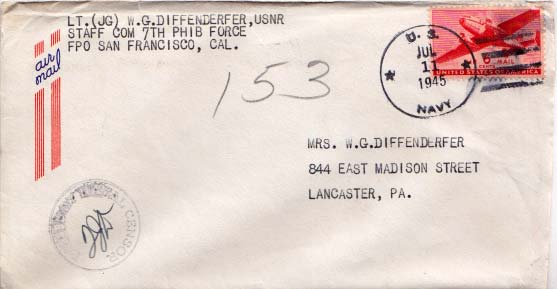 LT.(JG) W.G.DIFFENDERFER,USNR
STAFF COM 7TH PHIB FORCE
FPO SAN FRANCISCO, CAL.
air
mail
153
U. S.
JUL
11
1945
NAVY
6
CENTS
MAIL
UNITED STATES OF AMERICA
MRS. W.G.DIFFENDERFER
844 EAST MADISON STREET
LANCASTER, PA.
CENSOR